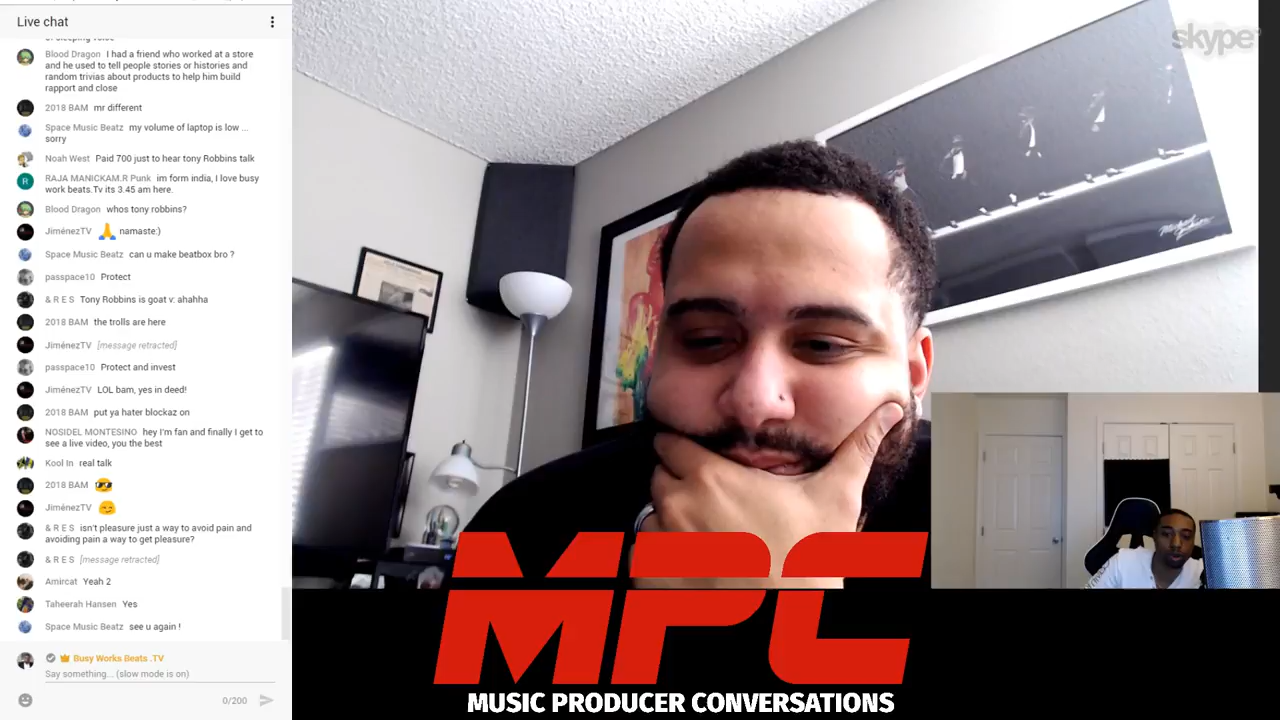 Live chat
Blood Dragon I had a friend who worked at a store
and he used to tell people stories or histories and
random trivias about products to help him build
rapport and close
2018 BAM mr different
Space Music Beatz my volume of laptop is low ...
sorry
Noah West Paid 700 just to hear tony Robbins talk
R RAJA MANICKAM.R Punk im form india, I love busy
work beats.Tv its 3.45 am here.
Blood Dragon whos tony robbins?
JiménezTV 🙏 namaste:)
Space Music Beatz can u make beatbox bro ?
passpace10 Protect
& R E S Tony Robbins is goat v: ahahha
2018 BAM the trolls are here
JiménezTV [message retracted]
passpace10 Protect and invest
JiménezTV LOL bam, yes in deed!
2018 BAM put ya hater blockaz on
NOSIDEL MONTESINO hey I'm fan and finally I get to
see a live video, you the best
Kool In real talk
2018 BAM 😎
JiménezTV 😏
& R E S isn't pleasure just a way to avoid pain and
avoiding pain a way to get pleasure?
& R E S [message retracted]
Amircat Yeah 2
Taheerah Hansen Yes
Space Music Beatz see u again !
Busy Works Beats .TV
Say something... (slow mode is on)
0/200
skype
MPC
MUSIC PRODUCER CONVERSATIONS